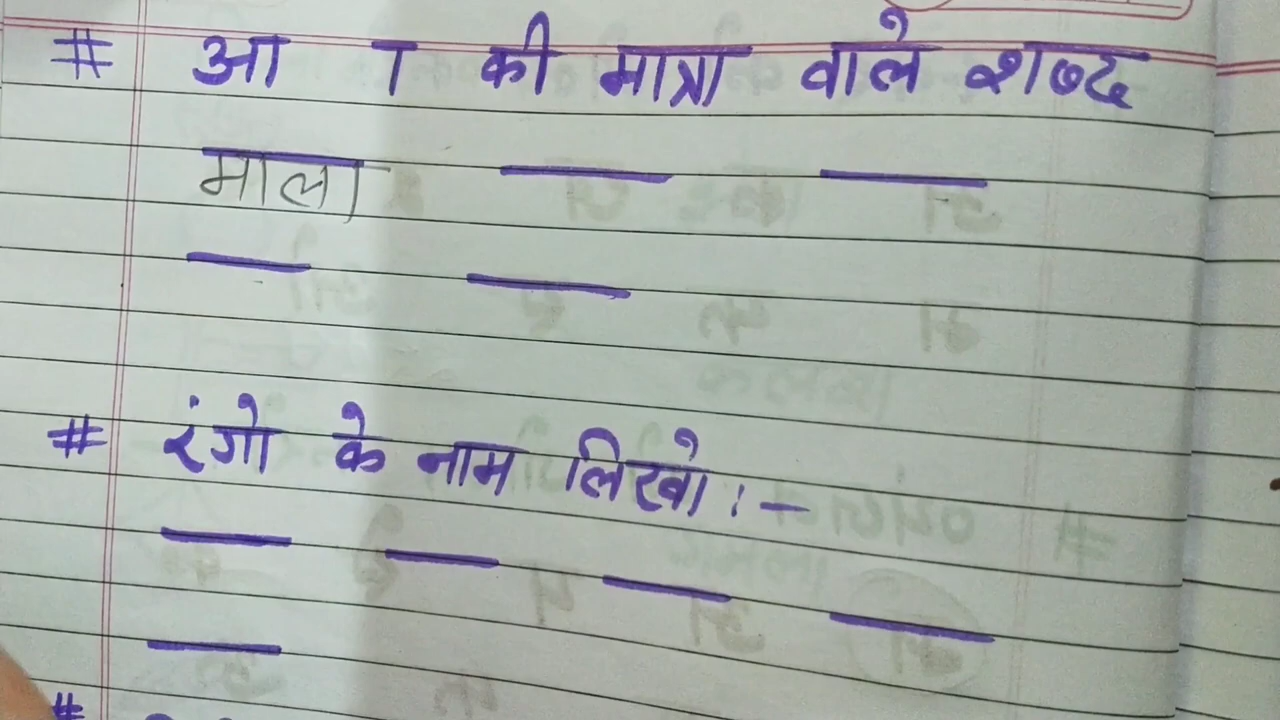 # आ ा की मात्रा वाले शब्द
माला
# रंगो के नाम लिखो :-
#